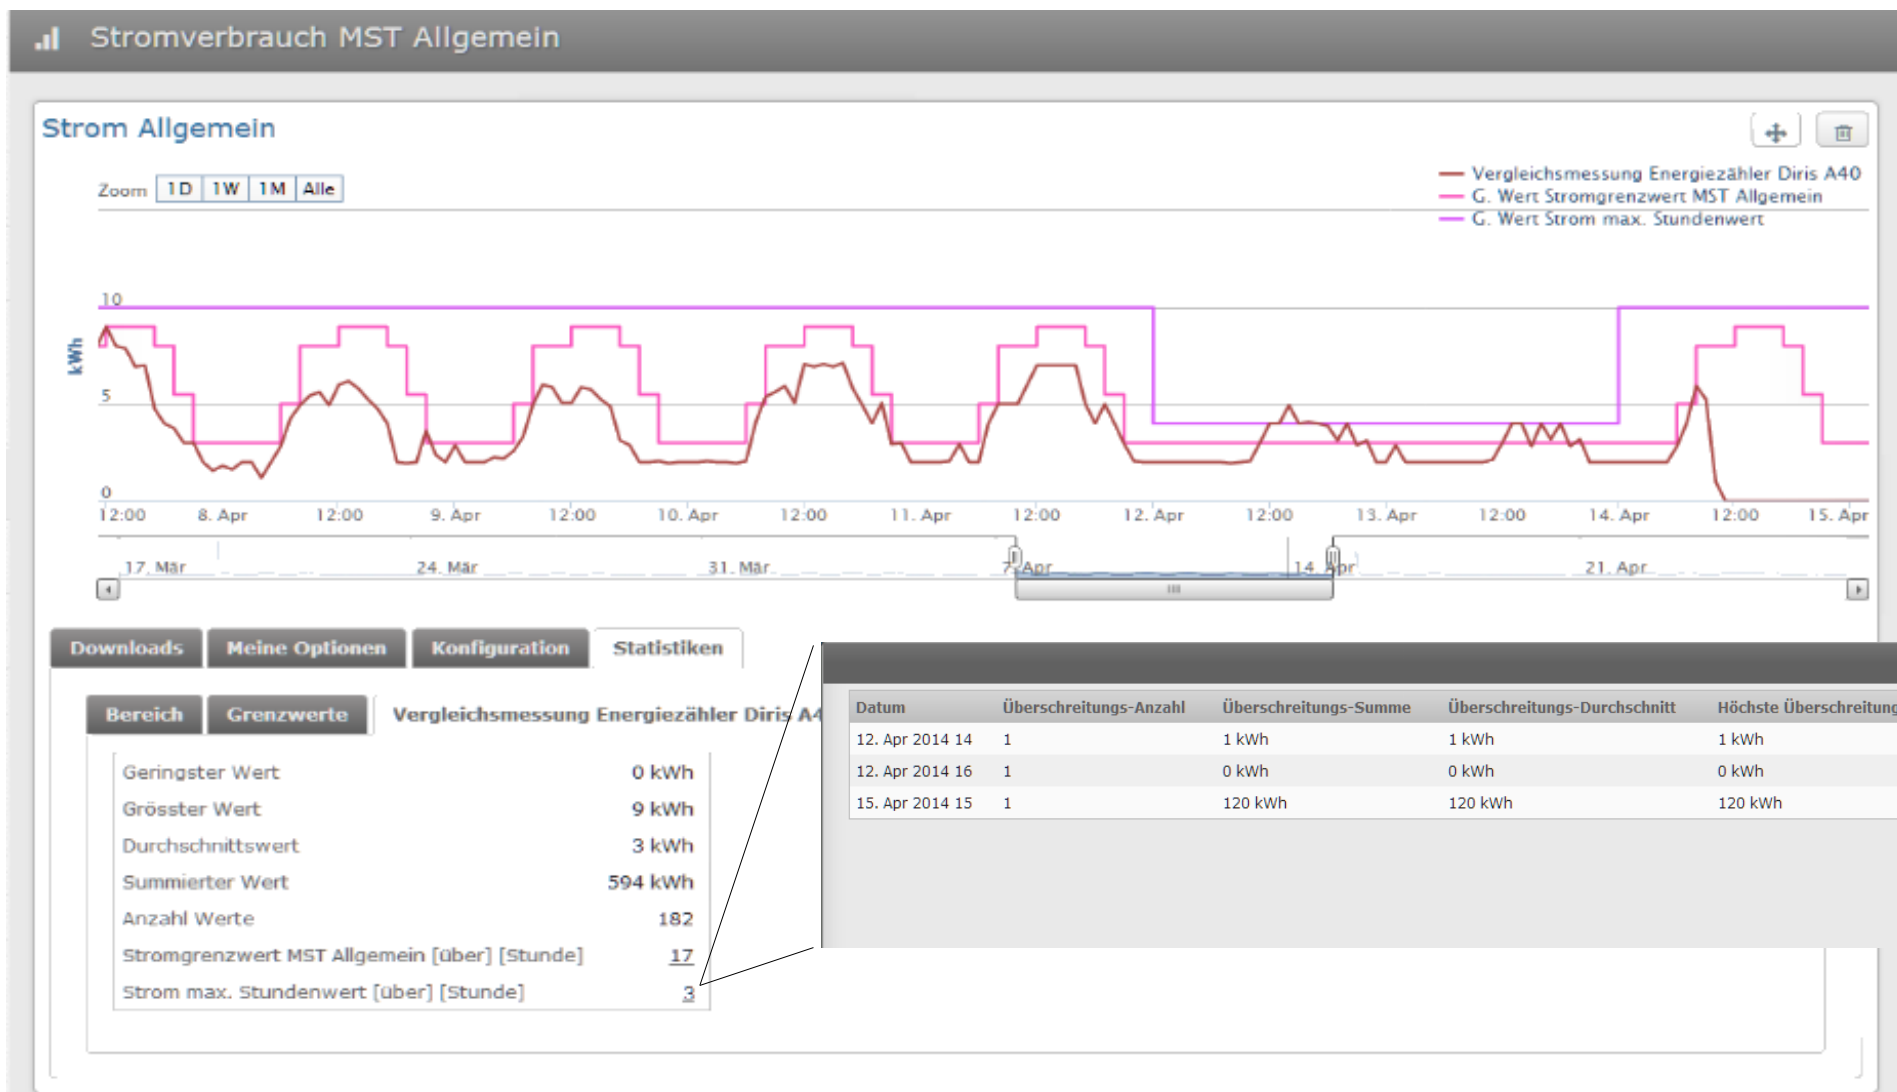 Stromverbrauch MST Allgemein
Strom Allgemein
Zoom 1D 1W 1M Alle
Vergleichsmessung Energiezähler Diris A40
G. Wert Stromgrenzwert MST Allgemein
G. Wert Strom max. Stundenwert
10
kWh
5
0
12:00 8. Apr 12:00 9. Apr 12:00 10. Apr 12:00 11. Apr 12:00 12. Apr 12:00 13. Apr 12:00 14. Apr 12:00 15. Apr
17. Mär 24. Mär 31. Mär 7. Apr 14. Apr 21. Apr
Downloads Meine Optionen Konfiguration Statistiken
Bereich Grenzwerte Vergleichsmessung Energiezähler Diris A4
Geringster Wert 0 kWh
Grösster Wert 9 kWh
Durchschnittswert 3 kWh
Summierter Wert 594 kWh
Anzahl Werte 182
Stromgrenzwert MST Allgemein [über] [Stunde] 17
Strom max. Stundenwert [über] [Stunde] 3
Datum Überschreitungs-Anzahl Überschreitungs-Summe Überschreitungs-Durchschnitt Höchste Überschreitung
12. Apr 2014 14 1 1 kWh 1 kWh 1 kWh
12. Apr 2014 16 1 0 kWh 0 kWh 0 kWh
15. Apr 2014 15 1 120 kWh 120 kWh 120 kWh